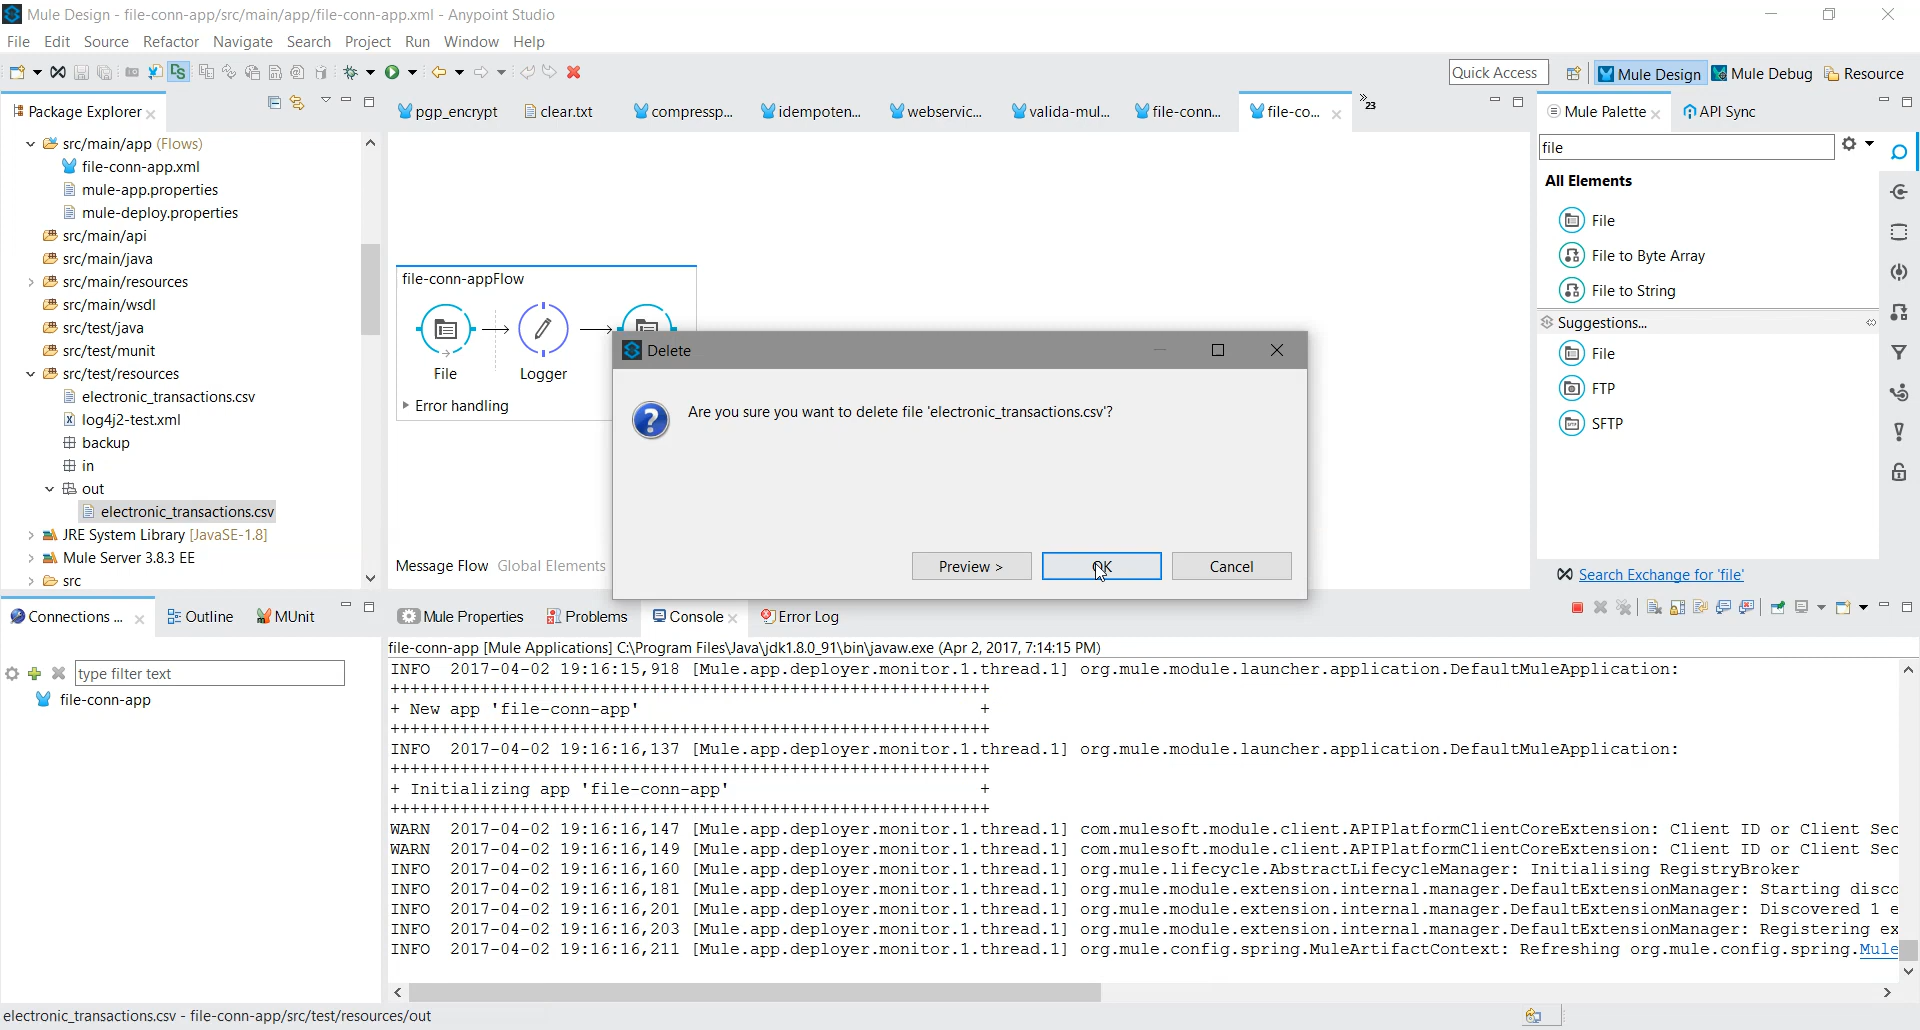 Mule Design - file-conn-app/src/main/app/file-conn-app.xml - Anypoint Studio
File Edit Source Refactor Navigate Search Project Run Window Help
Quick Access
Mule Design
Mule Debug
Resource
Package Explorer
pgp_encrypt
clear.txt
compressp...
idempoten...
webservic...
valida-mul...
file-conn...
file-co...
»23
Mule Palette
API Sync
src/main/app (Flows)
file-conn-app.xml
mule-app.properties
mule-deploy.properties
src/main/api
src/main/java
src/main/resources
src/main/wsdl
src/test/java
src/test/munit
src/test/resources
electronic_transactions.csv
log4j2-test.xml
backup
in
out
electronic_transactions.csv
JRE System Library [JavaSE-1.8]
Mule Server 3.8.3 EE
src
file-conn-appFlow
File
Logger
Error handling
Message Flow Global Elements
Delete
Are you sure you want to delete file 'electronic_transactions.csv'?
Preview >
OK
Cancel
file
All Elements
File
File to Byte Array
File to String
Suggestions...
File
FTP
SFTP
Search Exchange for 'file'
Connections ...
Outline
MUnit
type filter text
file-conn-app
Mule Properties
Problems
Console
Error Log
file-conn-app [Mule Applications] C:\Program Files\Java\jdk1.8.0_91\bin\javaw.exe (Apr 2, 2017, 7:14:15 PM)
INFO 2017-04-02 19:16:15,918 [Mule.app.deployer.monitor.1.thread.1] org.mule.module.launcher.application.DefaultMuleApplication:
++++++++++++++++++++++++++++++++++++++++++++++++++++++++++++
+ New app 'file-conn-app' +
++++++++++++++++++++++++++++++++++++++++++++++++++++++++++++
INFO 2017-04-02 19:16:16,137 [Mule.app.deployer.monitor.1.thread.1] org.mule.module.launcher.application.DefaultMuleApplication:
++++++++++++++++++++++++++++++++++++++++++++++++++++++++++++
+ Initializing app 'file-conn-app' +
++++++++++++++++++++++++++++++++++++++++++++++++++++++++++++
WARN 2017-04-02 19:16:16,147 [Mule.app.deployer.monitor.1.thread.1] com.mulesoft.module.client.APIPlatformClientCoreExtension: Client ID or Client Sec
WARN 2017-04-02 19:16:16,149 [Mule.app.deployer.monitor.1.thread.1] com.mulesoft.module.client.APIPlatformClientCoreExtension: Client ID or Client Sec
INFO 2017-04-02 19:16:16,160 [Mule.app.deployer.monitor.1.thread.1] org.mule.lifecycle.AbstractLifecycleManager: Initialising RegistryBroker
INFO 2017-04-02 19:16:16,181 [Mule.app.deployer.monitor.1.thread.1] org.mule.module.extension.internal.manager.DefaultExtensionManager: Starting disco
INFO 2017-04-02 19:16:16,201 [Mule.app.deployer.monitor.1.thread.1] org.mule.module.extension.internal.manager.DefaultExtensionManager: Discovered 1 e
INFO 2017-04-02 19:16:16,203 [Mule.app.deployer.monitor.1.thread.1] org.mule.module.extension.internal.manager.DefaultExtensionManager: Registering ex
INFO 2017-04-02 19:16:16,211 [Mule.app.deployer.monitor.1.thread.1] org.mule.config.spring.MuleArtifactContext: Refreshing org.mule.config.spring.Mule
electronic_transactions.csv - file-conn-app/src/test/resources/out